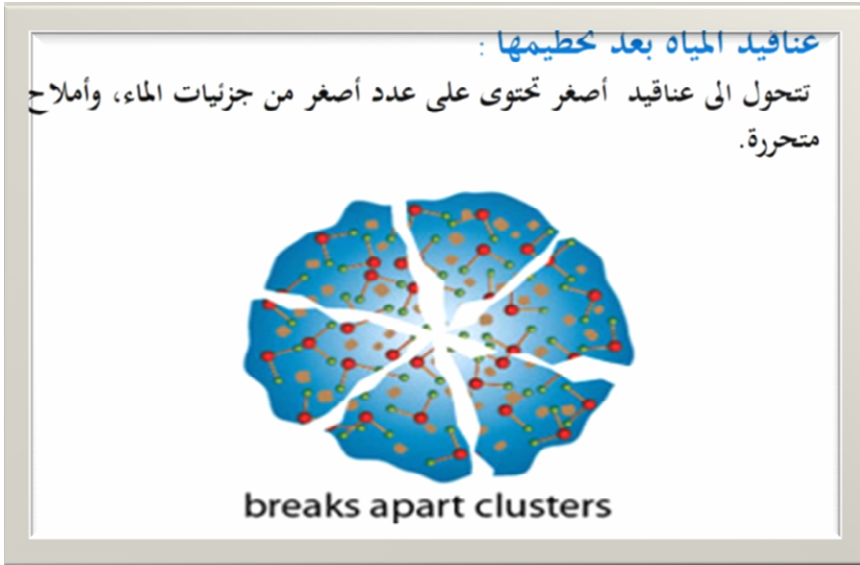 عناقيد المياه بعد تحطيمها :
تتحول الى عناقيد أصغر تحتوى على عدد أصغر من جزئيات الماء، وأملاح
متحررة.
breaks apart clusters